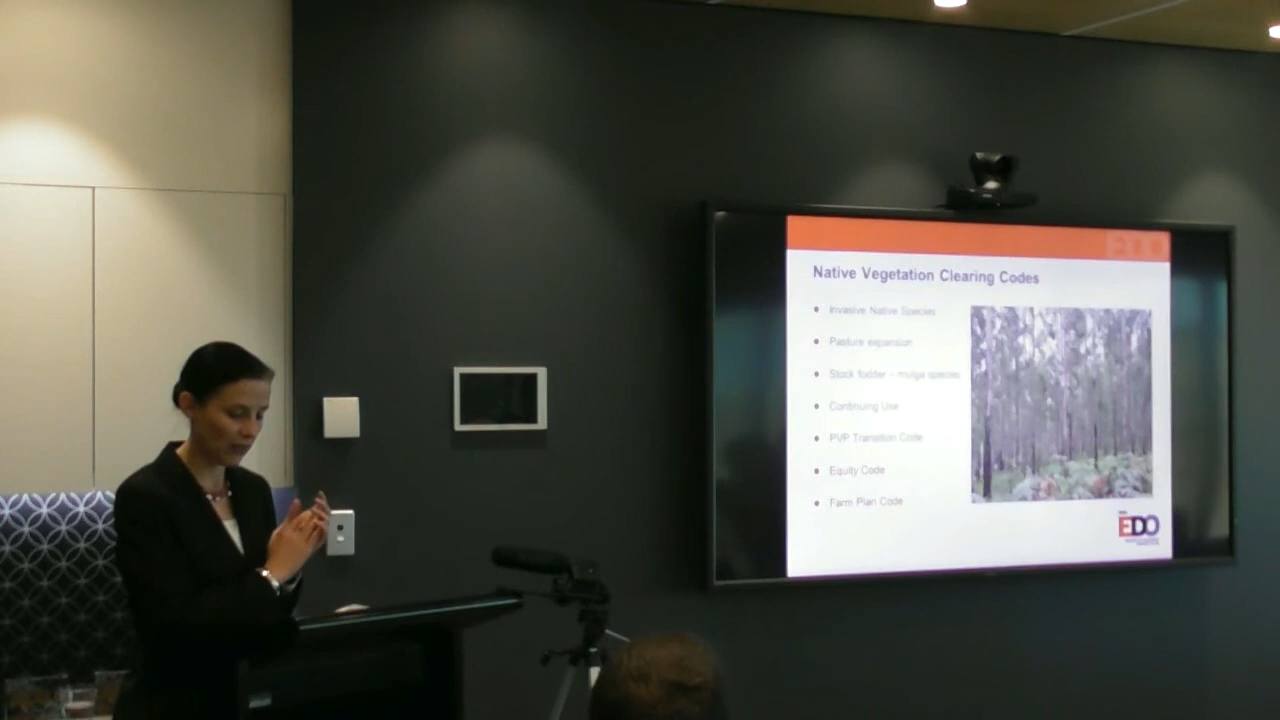 Native Vegetation Clearing Codes
Invasive Native Species
Pasture expansion
Stock fodder – mulga species
Continuing Use
PVP Transition Code
Equity Code
Farm Plan Code
EDO